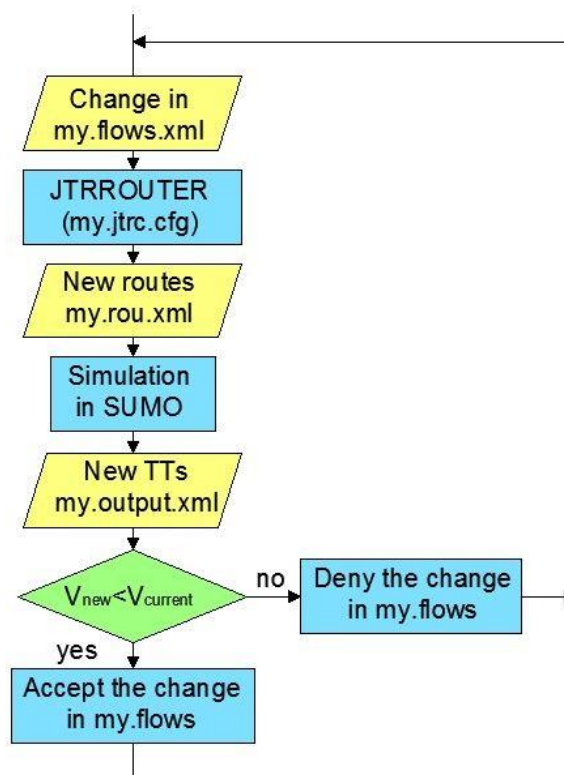 Change in
my.flows.xml
JTRROUTER
(my.jtrc.cfg)
New routes
my.rou.xml
Simulation
in SUMO
New TTs
my.output.xml
Vnew<Vcurrent
no
Deny the change
in my.flows
yes
Accept the change
in my.flows